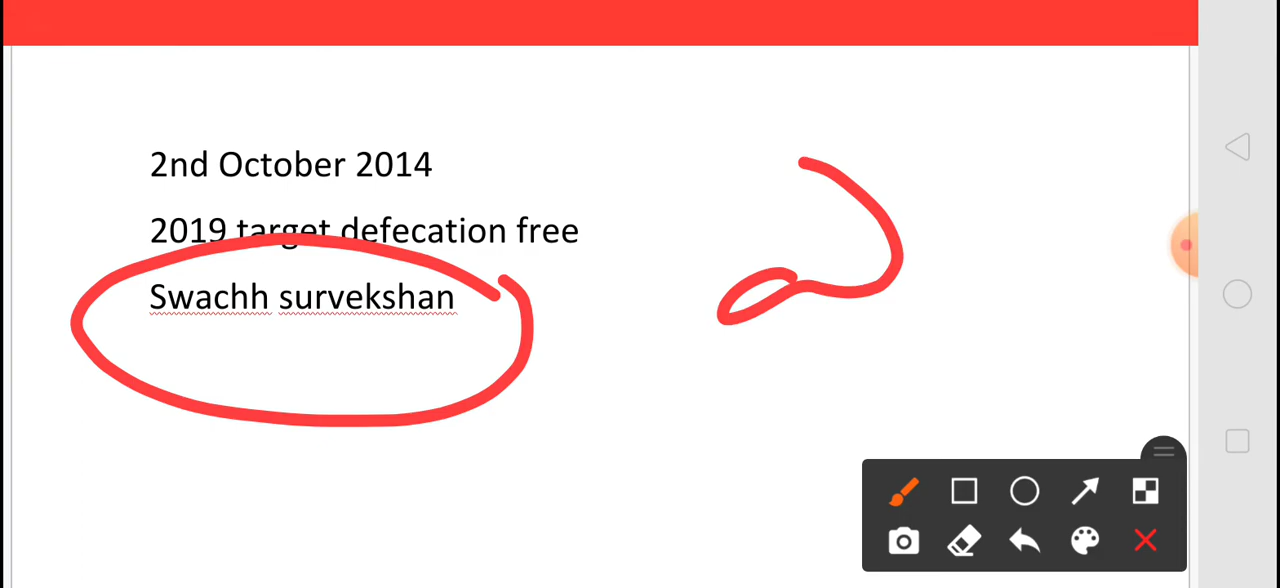 2nd October 2014
2019 target defecation free
Swachh survekshan